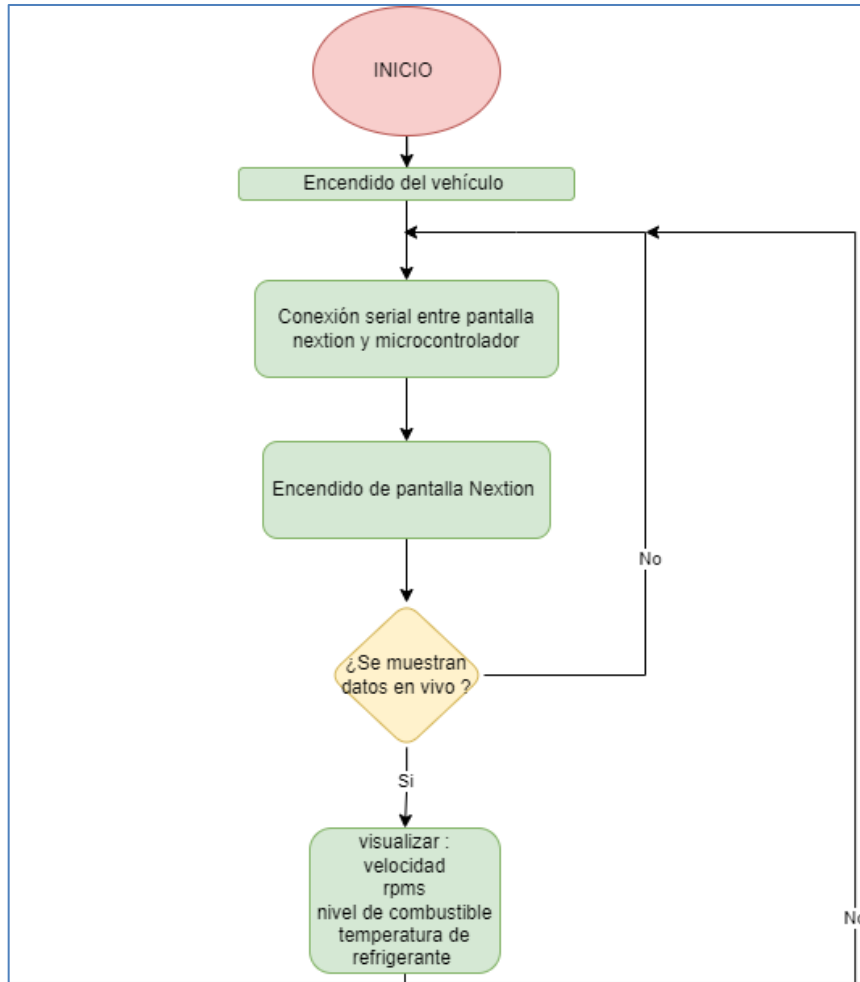 INICIO
Encendido del vehículo
Conexión serial entre pantalla
nextion y microcontrolador
Encendido de pantalla Nextion
No
¿Se muestran
datos en vivo ?
Si
visualizar :
velocidad
rpms
nivel de combustible
temperatura de
refrigerante
No